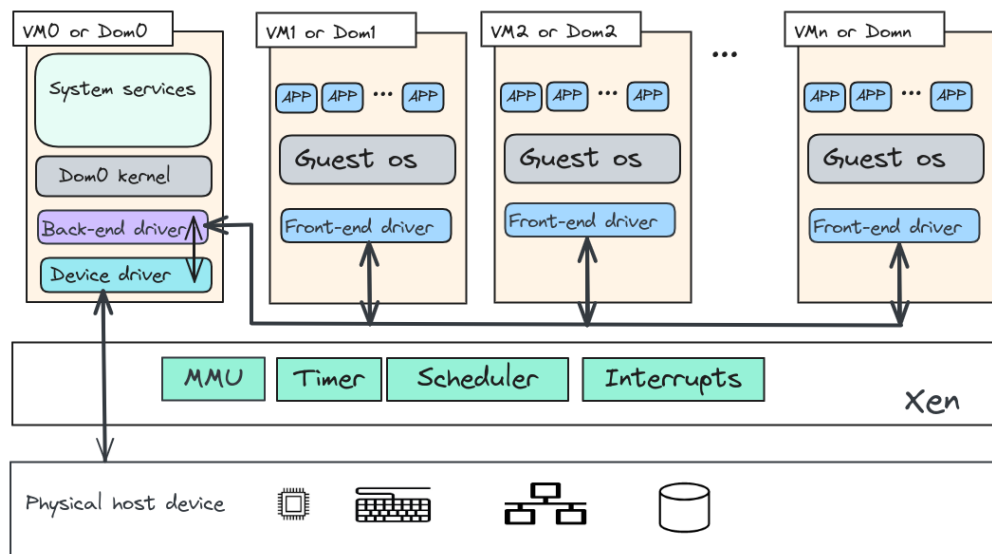 VM0 or Dom0
System services
Dom0 kernel
Back-end driver
Device driver
VM1 or Dom1
APP APP ... APP
Guest os
Front-end driver
VM2 or Dom2
APP APP ... APP
Guest os
Front-end driver
...
VMn or Domn
APP APP ... APP
Guest os
Front-end driver
MMU
Timer
Scheduler
Interrupts
Xen
Physical host device